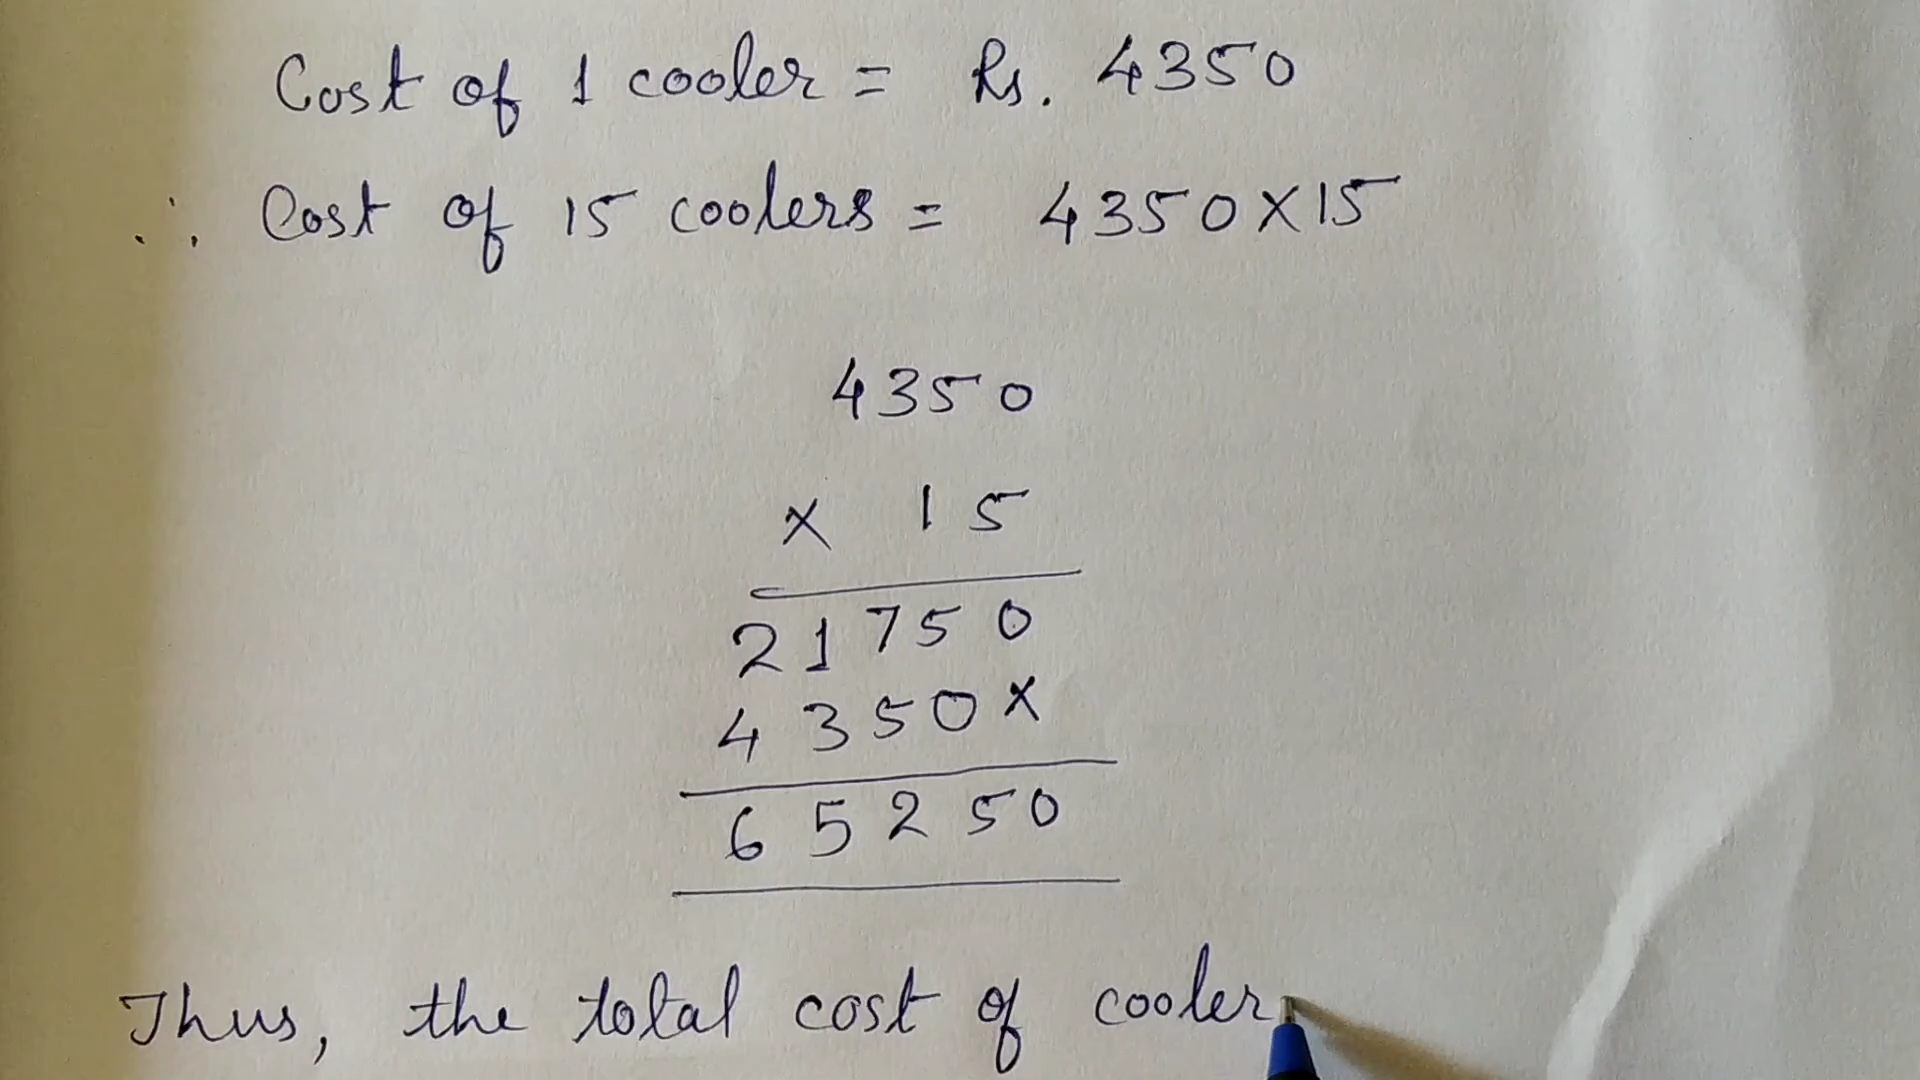 Cost of 1 cooler = Rs. 4350
∴ Cost of 15 coolers = 4350×15
4350
× 15
21750
4350×
65250
Thus, the total cost of cooler